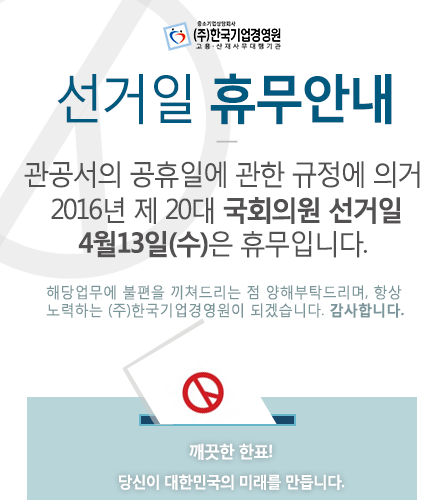 중소기업상담회사
(주)한국기업경영원
고용·산재사무대행기관
선거일 휴무안내
관공서의 공휴일에 관한 규정에 의거
2016년 제 20대 국회의원 선거일
4월13일(수)은 휴무입니다.
해당업무에 불편을 끼쳐드리는 점 양해부탁드리며, 항상
노력하는 (주)한국기업경영원이 되겠습니다. 감사합니다.
깨끗한 한표!
당신이 대한민국의 미래를 만듭니다.